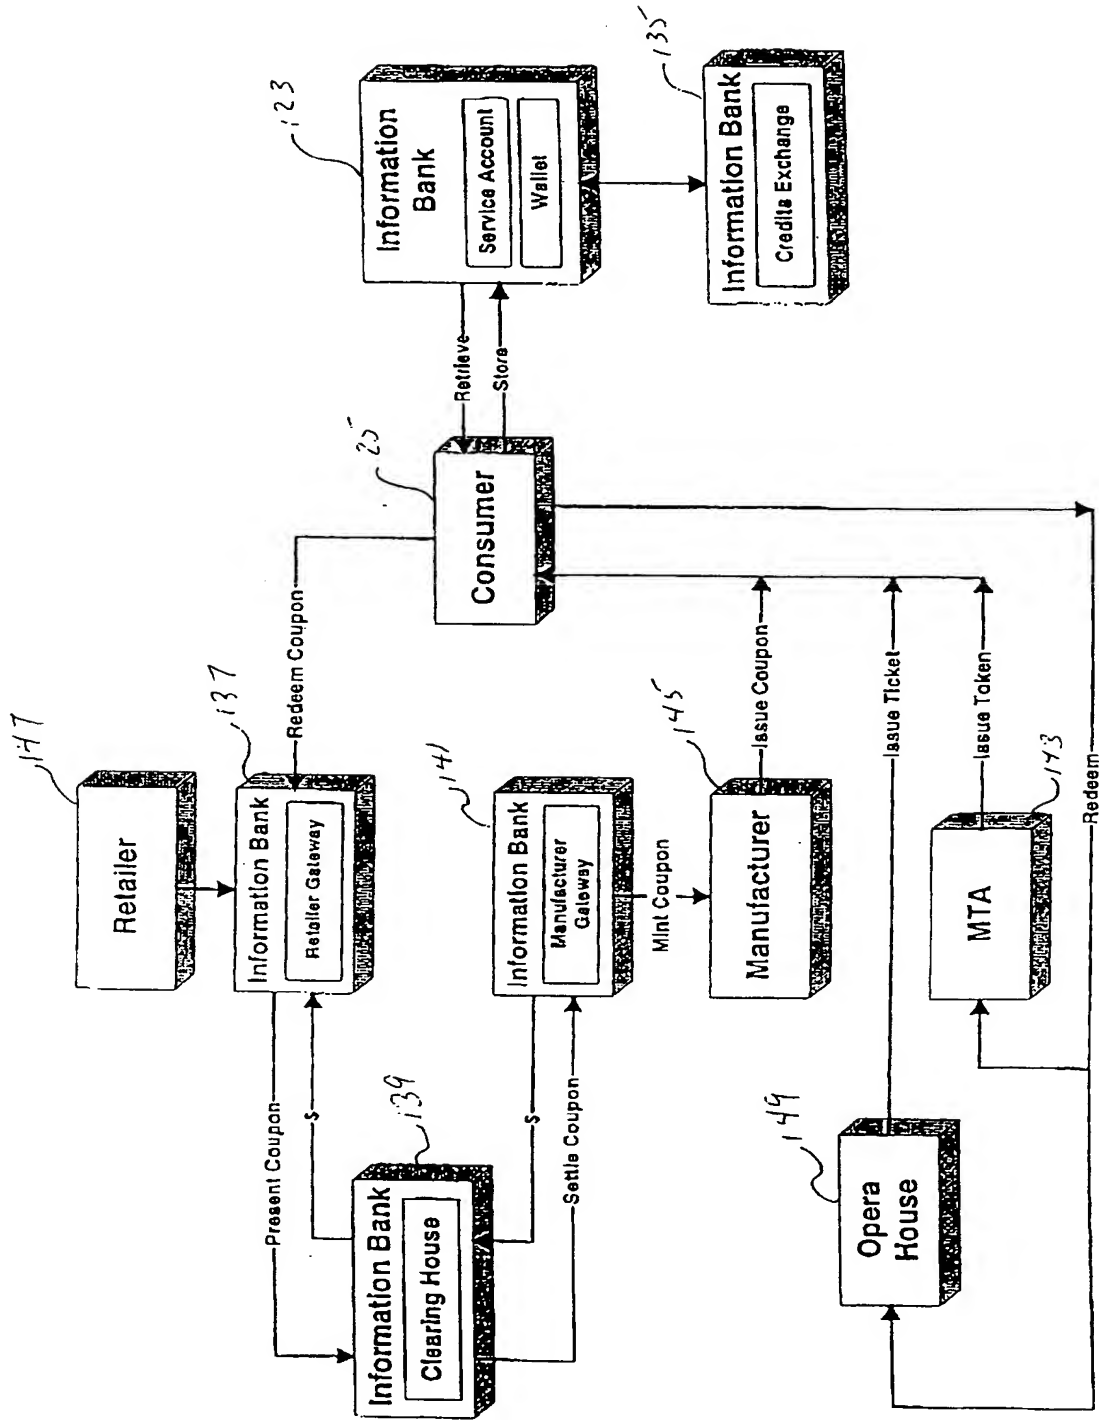 147
Retailer
137
Information Bank
Retailer Gateway
Redeem Coupon
Present Coupon
$
139
Information Bank
Clearing House
$
Settle Coupon
141
Information Bank
Manufacturer
Gateway
Mint Coupon
145
Manufacturer
Issue Coupon
25
Consumer
Retrieve
Store
123
Information
Bank
Service Account
Wallet
135
Information Bank
Credits Exchange
149
Opera
House
Issue Ticket
MTA
143
Issue Token
Redeem